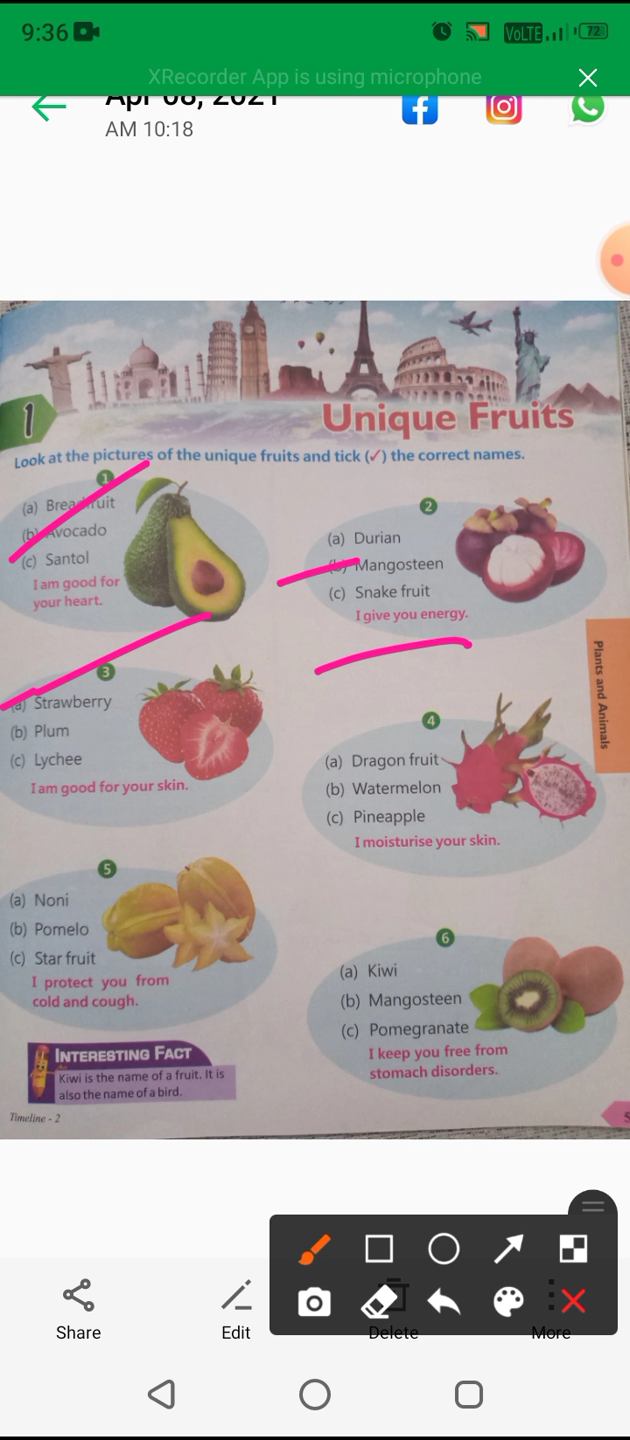 9:36
VoLTE
72
XRecorder App is using microphone
Apr 08, 2021
AM 10:18
1
Unique Fruits
Look at the pictures of the unique fruits and tick (✓) the correct names.
1
(a) Breadfruit
(b) Avocado
(c) Santol
I am good for
your heart.
2
(a) Durian
(b) Mangosteen
(c) Snake fruit
I give you energy.
3
(a) Strawberry
(b) Plum
(c) Lychee
I am good for your skin.
4
(a) Dragon fruit
(b) Watermelon
(c) Pineapple
I moisturise your skin.
Plants and Animals
5
(a) Noni
(b) Pomelo
(c) Star fruit
I protect you from
cold and cough.
6
(a) Kiwi
(b) Mangosteen
(c) Pomegranate
I keep you free from
stomach disorders.
INTERESTING FACT
Kiwi is the name of a fruit. It is
also the name of a bird.
Timeline - 2
Share
Edit
Delete
More